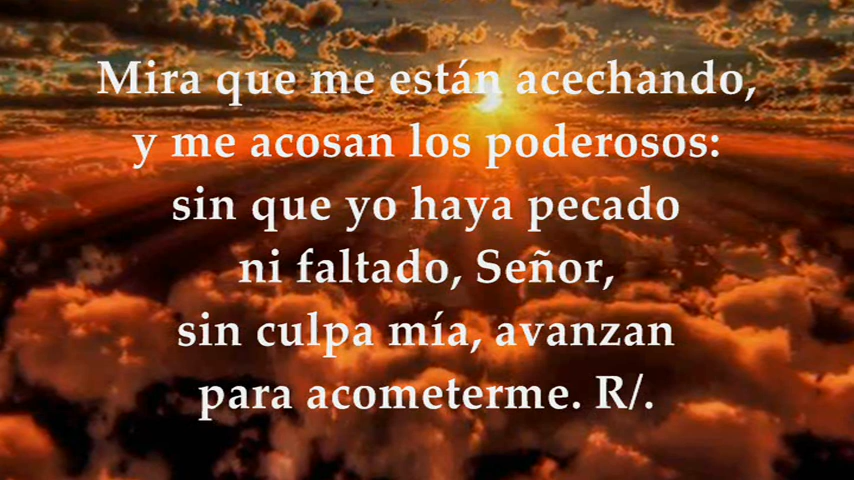 Mira que me están acechando,
y me acosan los poderosos:
sin que yo haya pecado
ni faltado, Señor,
sin culpa mía, avanzan
para acometerme. R/.